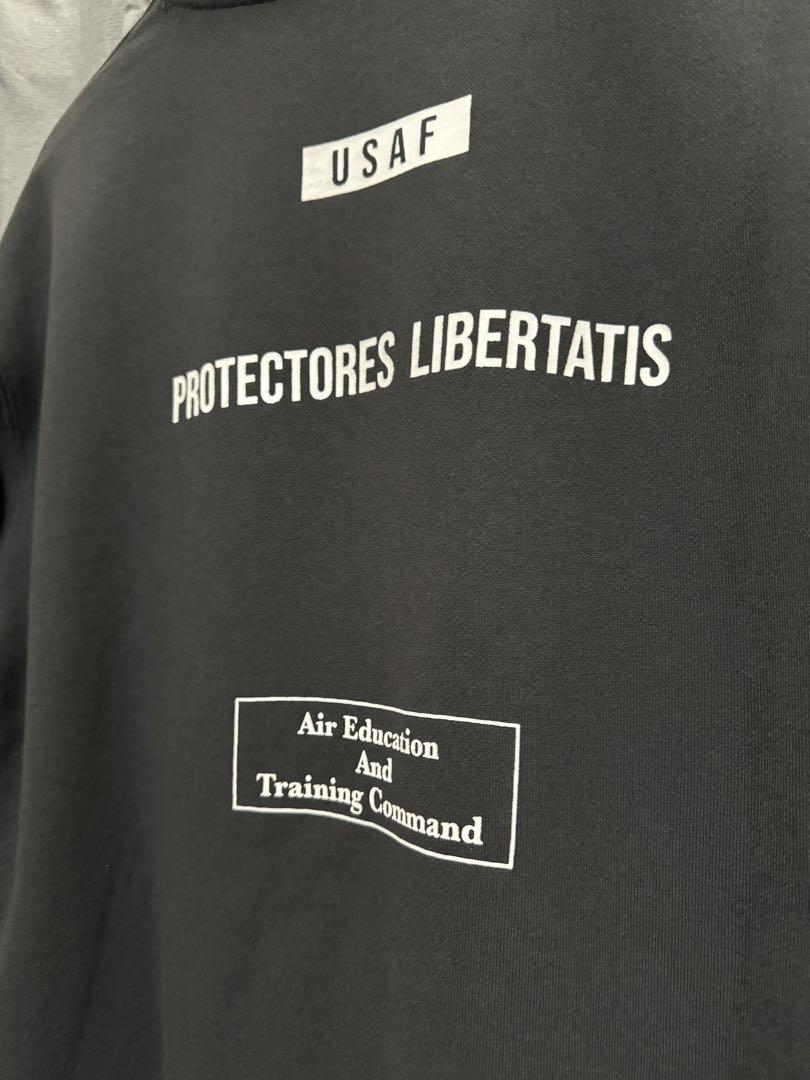 USAF
PROTECTORES LIBERTATIS
Air Education
And
Training Command